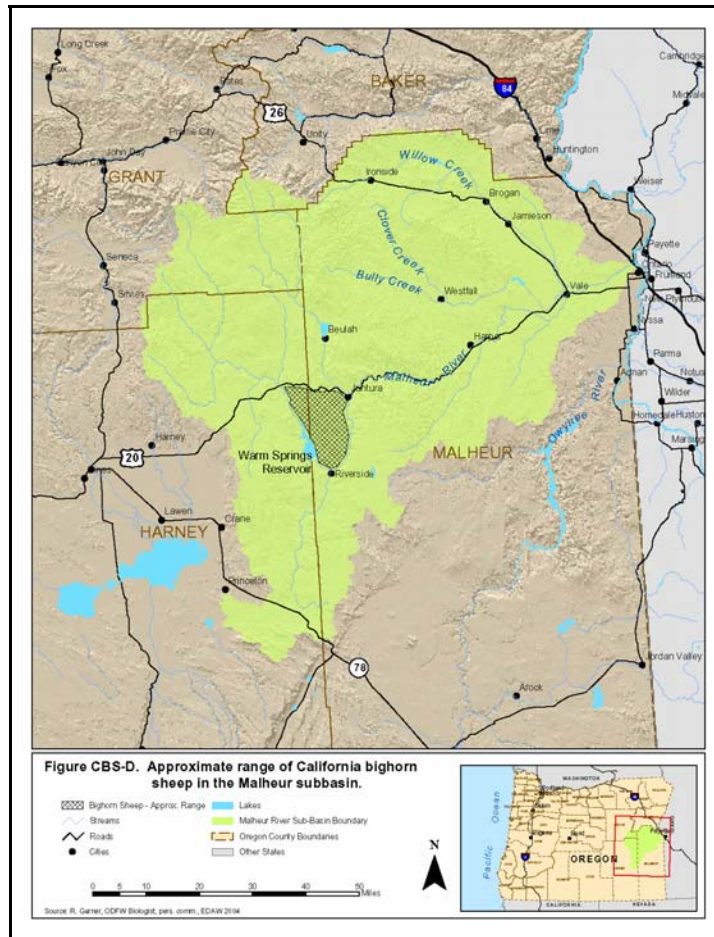 Long Creek
Fox
Bates
BAKER
84
Cambridge
Midvale
26
Unity
Lime
Huntington
Prairie City
John Day
GRANT
Ironside
Willow Creek
Brogan
Jamieson
Weiser
Clover Creek
Payette
Seneca
Silvies
Bully Creek
Westfall
Vale
Ontario
Fruitland
New Plymouth
Nyssa
Beulah
Harper
Malheur River
Parma
Adrian
Notus
Wilder
Homedale
Huston
Marsing
Juntura
Owyhee River
Harney
Warm Springs
Reservoir
MALHEUR
20
Riverside
Lawen
Crane
HARNEY
Princeton
78
Jordan Valley
Arock
Figure CBS-D. Approximate range of California bighorn
sheep in the Malheur subbasin.
Bighorn Sheep - Approx. Range
Lakes
Streams
Malheur River Sub-Basin Boundary
Roads
Oregon County Boundaries
Cities
Other States
N
0 10 20 30 40 50
Miles
Source: R. Garner, ODFW Biologist, pers. comm., EDAW 2004
WASHINGTON
Pacific Ocean
OREGON
CALIFORNIA
NEVADA